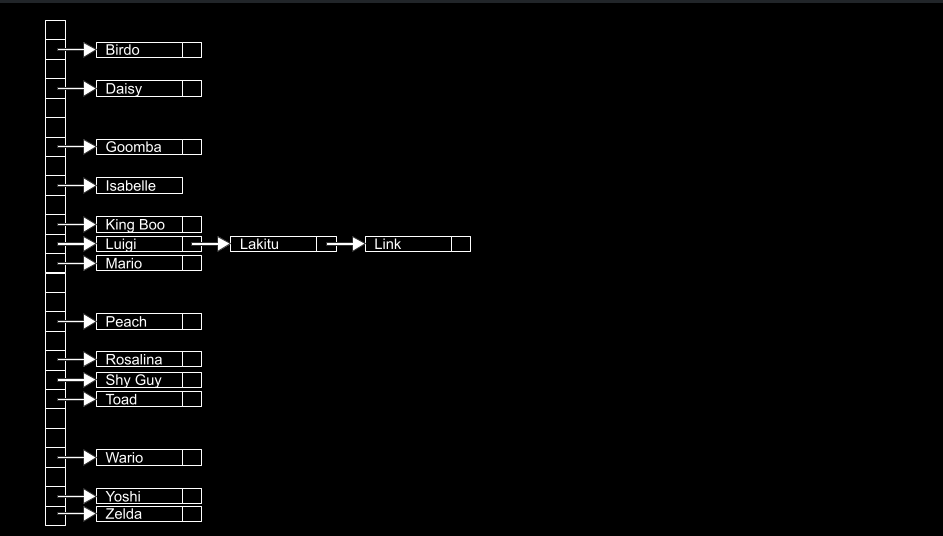 Birdo
Daisy
Goomba
Isabelle
King Boo
Luigi Lakitu Link
Mario
Peach
Rosalina
Shy Guy
Toad
Wario
Yoshi
Zelda